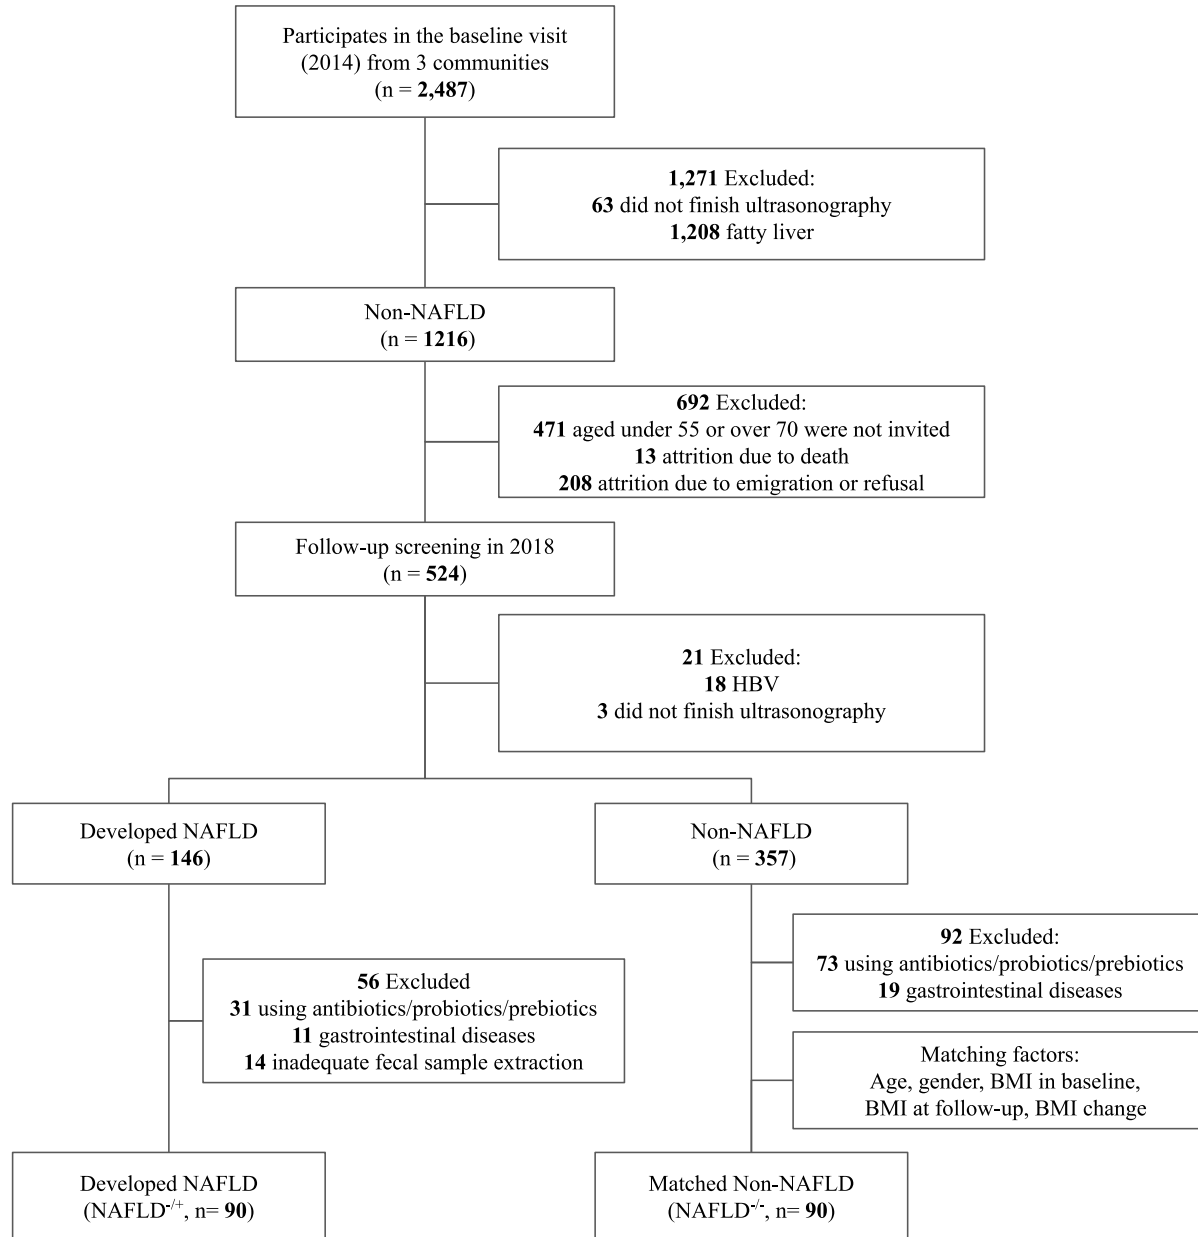 Participates in the baseline visit
(2014) from 3 communities
(n = 2,487)
1,271 Excluded:
63 did not finish ultrasonography
1,208 fatty liver
Non-NAFLD
(n = 1216)
692 Excluded:
471 aged under 55 or over 70 were not invited
13 attrition due to death
208 attrition due to emigration or refusal
Follow-up screening in 2018
(n = 524)
21 Excluded:
18 HBV
3 did not finish ultrasonography
Developed NAFLD
(n = 146)
Non-NAFLD
(n = 357)
92 Excluded:
73 using antibiotics/probiotics/prebiotics
19 gastrointestinal diseases
56 Excluded
31 using antibiotics/probiotics/prebiotics
11 gastrointestinal diseases
14 inadequate fecal sample extraction
Matching factors:
Age, gender, BMI in baseline,
BMI at follow-up, BMI change
Developed NAFLD
(NAFLD-/+, n= 90)
Matched Non-NAFLD
(NAFLD-/-, n= 90)